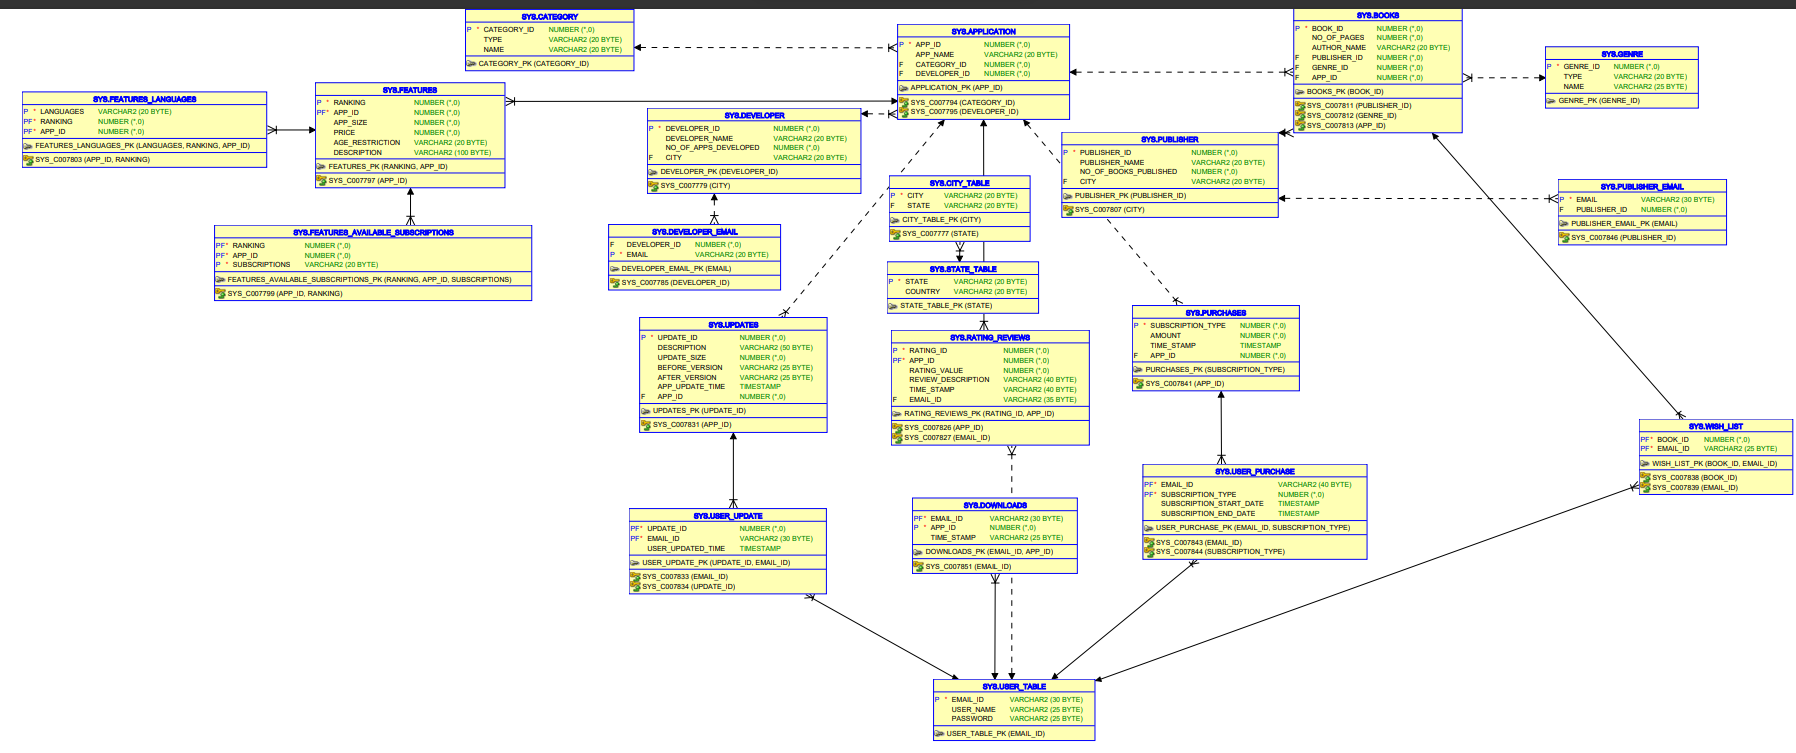 SYS.CATEGORY
P * CATEGORY_ID NUMBER (*,0)
TYPE VARCHAR2 (20 BYTE)
NAME VARCHAR2 (20 BYTE)
CATEGORY_PK (CATEGORY_ID)
SYS.APPLICATION
P * APP_ID NUMBER (*,0)
APP_NAME VARCHAR2 (20 BYTE)
F CATEGORY_ID NUMBER (*,0)
F DEVELOPER_ID NUMBER (*,0)
APPLICATION_PK (APP_ID)
SYS_C007794 (CATEGORY_ID)
SYS_C007795 (DEVELOPER_ID)
SYS.BOOKS
P * BOOK_ID NUMBER (*,0)
NO_OF_PAGES NUMBER (*,0)
AUTHOR_NAME VARCHAR2 (20 BYTE)
F PUBLISHER_ID NUMBER (*,0)
F GENRE_ID NUMBER (*,0)
F APP_ID NUMBER (*,0)
BOOKS_PK (BOOK_ID)
SYS_C007811 (PUBLISHER_ID)
SYS_C007812 (GENRE_ID)
SYS_C007813 (APP_ID)
SYS.GENRE
P * GENRE_ID NUMBER (*,0)
TYPE VARCHAR2 (20 BYTE)
NAME VARCHAR2 (25 BYTE)
GENRE_PK (GENRE_ID)
SYS.FEATURES_LANGUAGES
P * LANGUAGES VARCHAR2 (20 BYTE)
PF* RANKING NUMBER (*,0)
PF* APP_ID NUMBER (*,0)
FEATURES_LANGUAGES_PK (LANGUAGES, RANKING, APP_ID)
SYS_C007803 (APP_ID, RANKING)
SYS.FEATURES
P * RANKING NUMBER (*,0)
PF* APP_ID NUMBER (*,0)
APP_SIZE NUMBER (*,0)
PRICE NUMBER (*,0)
AGE_RESTRICTION VARCHAR2 (20 BYTE)
DESCRIPTION VARCHAR2 (100 BYTE)
FEATURES_PK (RANKING, APP_ID)
SYS_C007797 (APP_ID)
SYS.DEVELOPER
P * DEVELOPER_ID NUMBER (*,0)
DEVELOPER_NAME VARCHAR2 (20 BYTE)
NO_OF_APPS_DEVELOPED NUMBER (*,0)
F CITY VARCHAR2 (20 BYTE)
DEVELOPER_PK (DEVELOPER_ID)
SYS_C007779 (CITY)
SYS.PUBLISHER
P * PUBLISHER_ID NUMBER (*,0)
PUBLISHER_NAME VARCHAR2 (20 BYTE)
NO_OF_BOOKS_PUBLISHED NUMBER (*,0)
F CITY VARCHAR2 (20 BYTE)
PUBLISHER_PK (PUBLISHER_ID)
SYS_C007807 (CITY)
SYS.CITY_TABLE
P * CITY VARCHAR2 (20 BYTE)
F STATE VARCHAR2 (20 BYTE)
CITY_TABLE_PK (CITY)
SYS_C007777 (STATE)
SYS.PUBLISHER_EMAIL
P * EMAIL VARCHAR2 (30 BYTE)
F PUBLISHER_ID NUMBER (*,0)
PUBLISHER_EMAIL_PK (EMAIL)
SYS_C007846 (PUBLISHER_ID)
SYS.FEATURES_AVAILABLE_SUBSCRIPTIONS
PF* RANKING NUMBER (*,0)
PF* APP_ID NUMBER (*,0)
P * SUBSCRIPTIONS VARCHAR2 (20 BYTE)
FEATURES_AVAILABLE_SUBSCRIPTIONS_PK (RANKING, APP_ID, SUBSCRIPTIONS)
SYS_C007799 (APP_ID, RANKING)
SYS.DEVELOPER_EMAIL
F DEVELOPER_ID NUMBER (*,0)
P * EMAIL VARCHAR2 (20 BYTE)
DEVELOPER_EMAIL_PK (EMAIL)
SYS_C007785 (DEVELOPER_ID)
SYS.STATE_TABLE
P * STATE VARCHAR2 (20 BYTE)
COUNTRY VARCHAR2 (20 BYTE)
STATE_TABLE_PK (STATE)
SYS.UPDATES
P * UPDATE_ID NUMBER (*,0)
DESCRIPTION VARCHAR2 (50 BYTE)
UPDATE_SIZE NUMBER (*,0)
BEFORE_VERSION VARCHAR2 (25 BYTE)
AFTER_VERSION VARCHAR2 (25 BYTE)
APP_UPDATE_TIME TIMESTAMP
F APP_ID NUMBER (*,0)
UPDATES_PK (UPDATE_ID)
SYS_C007831 (APP_ID)
SYS.RATING_REVIEWS
P * RATING_ID NUMBER (*,0)
PF* APP_ID NUMBER (*,0)
RATING_VALUE NUMBER (*,0)
REVIEW_DESCRIPTION VARCHAR2 (40 BYTE)
TIME_STAMP VARCHAR2 (40 BYTE)
F EMAIL_ID VARCHAR2 (35 BYTE)
RATING_REVIEWS_PK (RATING_ID, APP_ID)
SYS_C007826 (APP_ID)
SYS_C007827 (EMAIL_ID)
SYS.PURCHASES
P * SUBSCRIPTION_TYPE NUMBER (*,0)
AMOUNT NUMBER (*,0)
TIME_STAMP TIMESTAMP
F APP_ID NUMBER (*,0)
PURCHASES_PK (SUBSCRIPTION_TYPE)
SYS_C007841 (APP_ID)
SYS.WISH_LIST
PF* BOOK_ID NUMBER (*,0)
PF* EMAIL_ID VARCHAR2 (25 BYTE)
WISH_LIST_PK (BOOK_ID, EMAIL_ID)
SYS_C007838 (BOOK_ID)
SYS_C007839 (EMAIL_ID)
SYS.USER_UPDATE
PF* UPDATE_ID NUMBER (*,0)
PF* EMAIL_ID VARCHAR2 (30 BYTE)
USER_UPDATED_TIME TIMESTAMP
USER_UPDATE_PK (UPDATE_ID, EMAIL_ID)
SYS_C007833 (EMAIL_ID)
SYS_C007834 (UPDATE_ID)
SYS.DOWNLOADS
PF* EMAIL_ID VARCHAR2 (30 BYTE)
P * APP_ID NUMBER (*,0)
TIME_STAMP VARCHAR2 (25 BYTE)
DOWNLOADS_PK (EMAIL_ID, APP_ID)
SYS_C007851 (EMAIL_ID)
SYS.USER_PURCHASE
PF* EMAIL_ID VARCHAR2 (40 BYTE)
PF* SUBSCRIPTION_TYPE NUMBER (*,0)
SUBSCRIPTION_START_DATE TIMESTAMP
SUBSCRIPTION_END_DATE TIMESTAMP
USER_PURCHASE_PK (EMAIL_ID, SUBSCRIPTION_TYPE)
SYS_C007843 (EMAIL_ID)
SYS_C007844 (SUBSCRIPTION_TYPE)
SYS.USER_TABLE
P * EMAIL_ID VARCHAR2 (30 BYTE)
USER_NAME VARCHAR2 (25 BYTE)
PASSWORD VARCHAR2 (25 BYTE)
USER_TABLE_PK (EMAIL_ID)